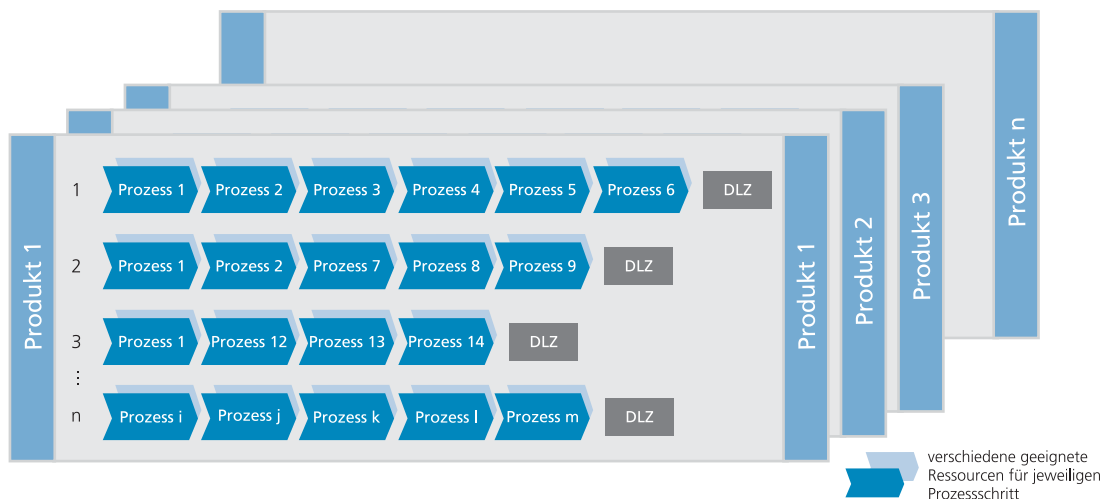 Produkt 1
1 Prozess 1 Prozess 2 Prozess 3 Prozess 4 Prozess 5 Prozess 6 DLZ
2 Prozess 1 Prozess 2 Prozess 7 Prozess 8 Prozess 9 DLZ
3 Prozess 1 Prozess 12 Prozess 13 Prozess 14 DLZ
⋮
n Prozess i Prozess j Prozess k Prozess l Prozess m DLZ
Produkt 1
Produkt 2
Produkt 3
Produkt n
verschiedene geeignete
Ressourcen für jeweiligen
Prozessschritt